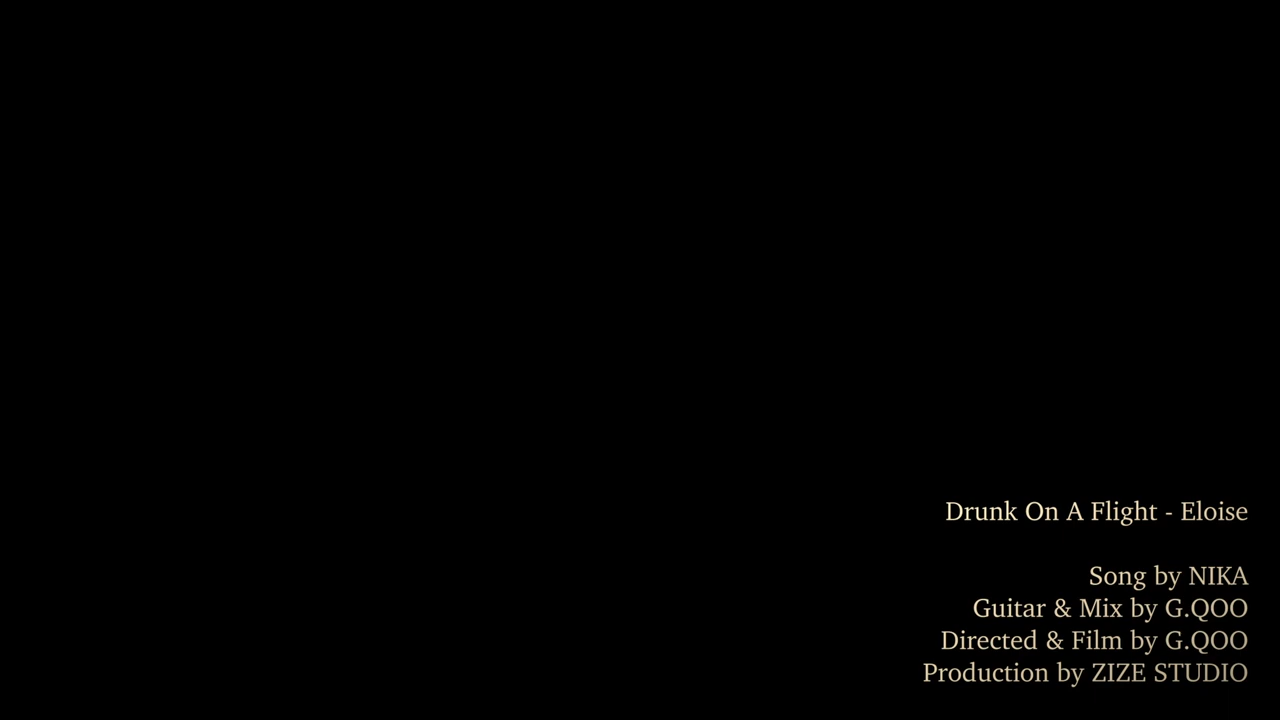 Drunk On A Flight - Eloise
Song by NIKA
Guitar & Mix by G.QOO
Directed & Film by G.QOO
Production by ZIZE STUDIO